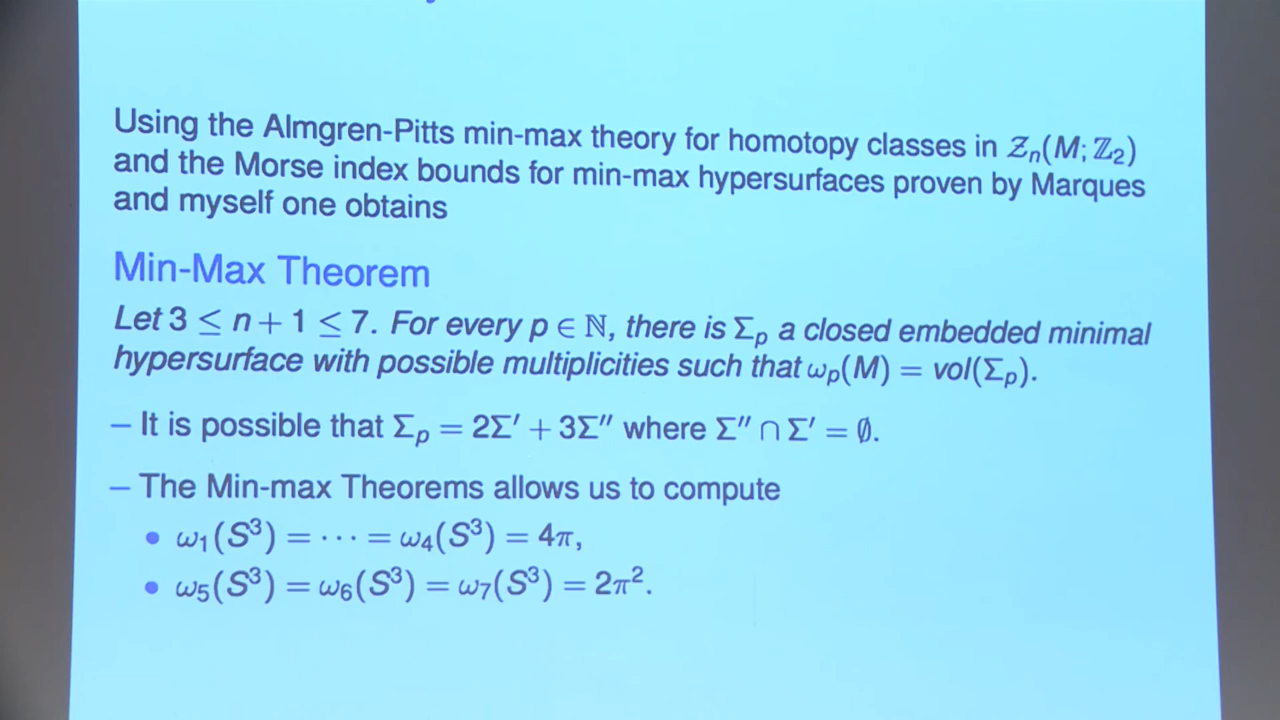 Using the Almgren-Pitts min-max theory for homotopy classes in 𝒵ₙ(M; ℤ₂)
and the Morse index bounds for min-max hypersurfaces proven by Marques
and myself one obtains
Min-Max Theorem
Let 3 ≤ n + 1 ≤ 7. For every p ∈ ℕ, there is Σₚ a closed embedded minimal
hypersurface with possible multiplicities such that ωₚ(M) = vol(Σₚ).
– It is possible that Σₚ = 2Σ′ + 3Σ″ where Σ″ ∩ Σ′ = ∅.
– The Min-max Theorems allows us to compute
• ω₁(S³) = ⋯ = ω₄(S³) = 4π,
• ω₅(S³) = ω₆(S³) = ω₇(S³) = 2π².